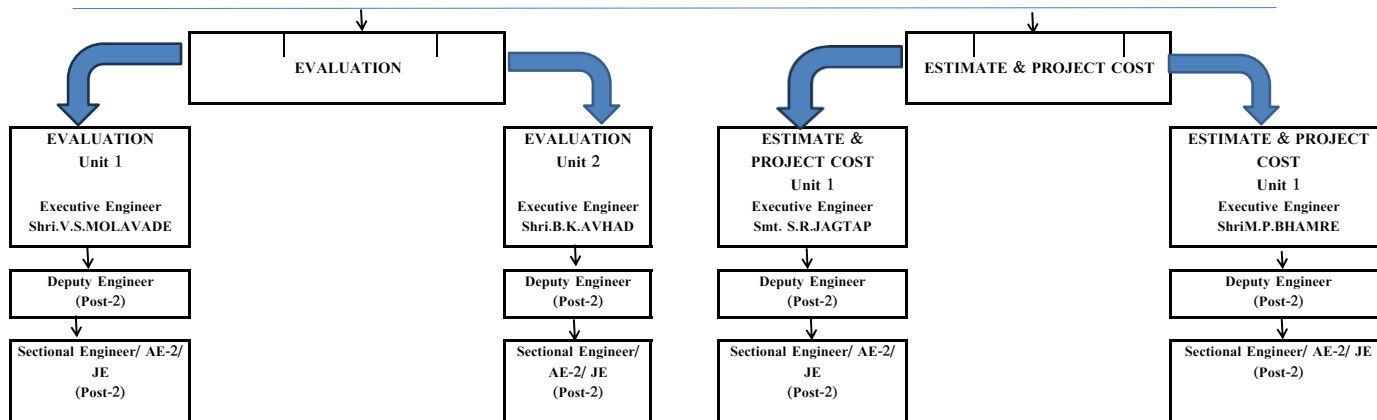 EVALUATION
ESTIMATE & PROJECT COST
EVALUATION
Unit 1
Executive Engineer
Shri.V.S.MOLAVADE
EVALUATION
Unit 2
Executive Engineer
Shri.B.K.AVHAD
ESTIMATE &
PROJECT COST
Unit 1
Executive Engineer
Smt. S.R.JAGTAP
ESTIMATE & PROJECT
COST
Unit 1
Executive Engineer
ShriM.P.BHAMRE
Deputy Engineer
(Post-2)
Deputy Engineer
(Post-2)
Deputy Engineer
(Post-2)
Deputy Engineer
(Post-2)
Sectional Engineer/ AE-2/
JE
(Post-2)
Sectional Engineer/
AE-2/ JE
(Post-2)
Sectional Engineer/ AE-2/
JE
(Post-2)
Sectional Engineer/ AE-2/ JE
(Post-2)